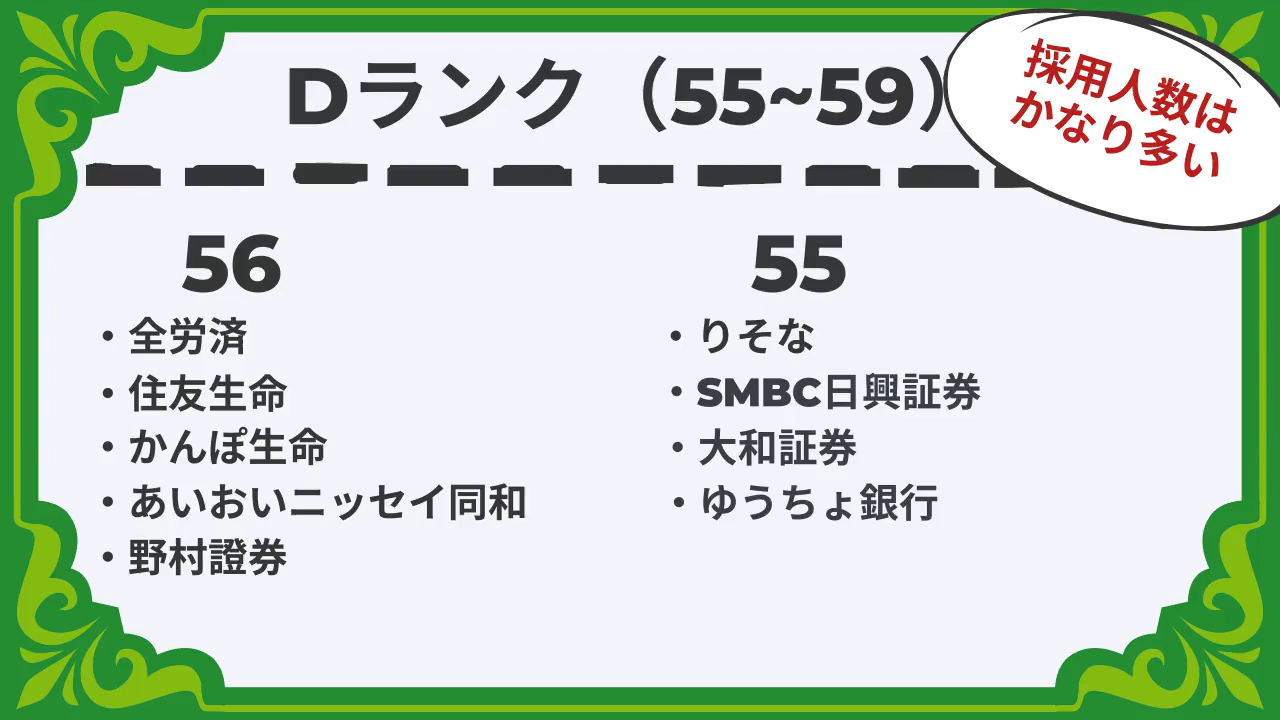 Dランク（55~59）
採用人数は
かなり多い
56
・全労済
・住友生命
・かんぽ生命
・あいおいニッセイ同和
・野村證券
55
・りそな
・SMBC日興証券
・大和証券
・ゆうちょ銀行